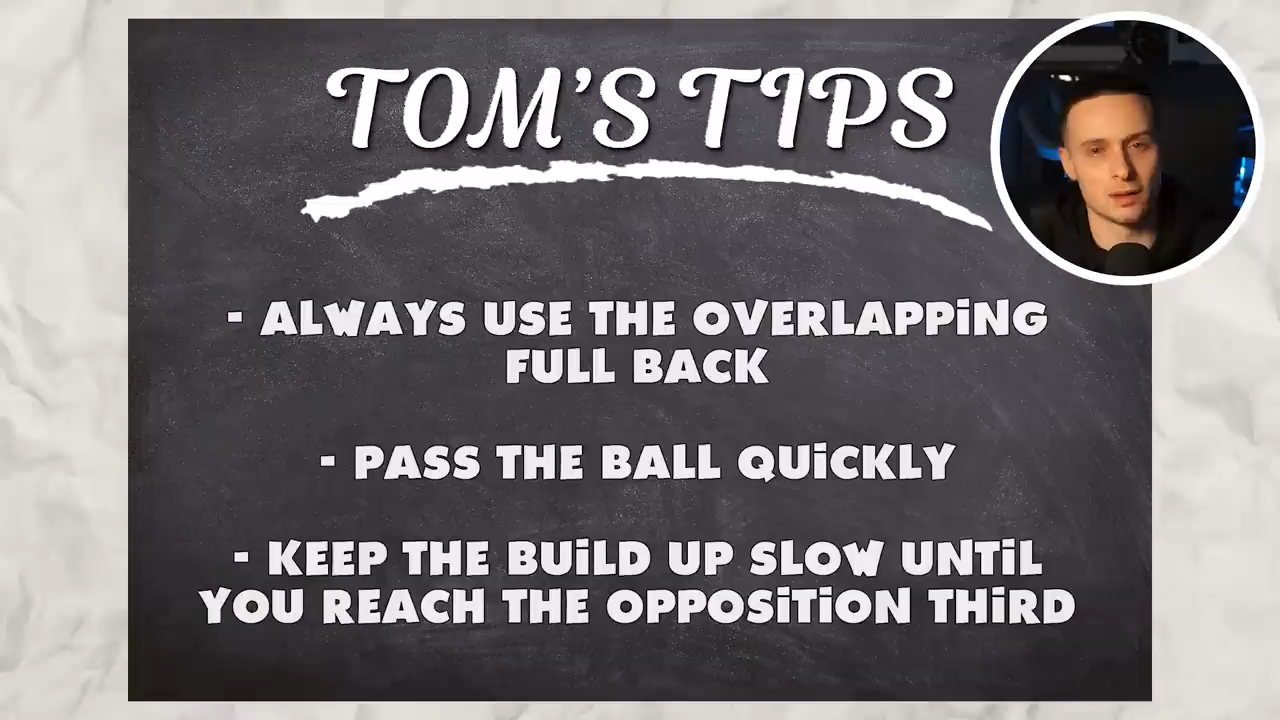 TOM'S TIPS
- ALWAYS USE THE OVERLAPPING
FULL BACK
- PASS THE BALL QUICKLY
- KEEP THE BUILD UP SLOW UNTIL
YOU REACH THE OPPOSITION THIRD